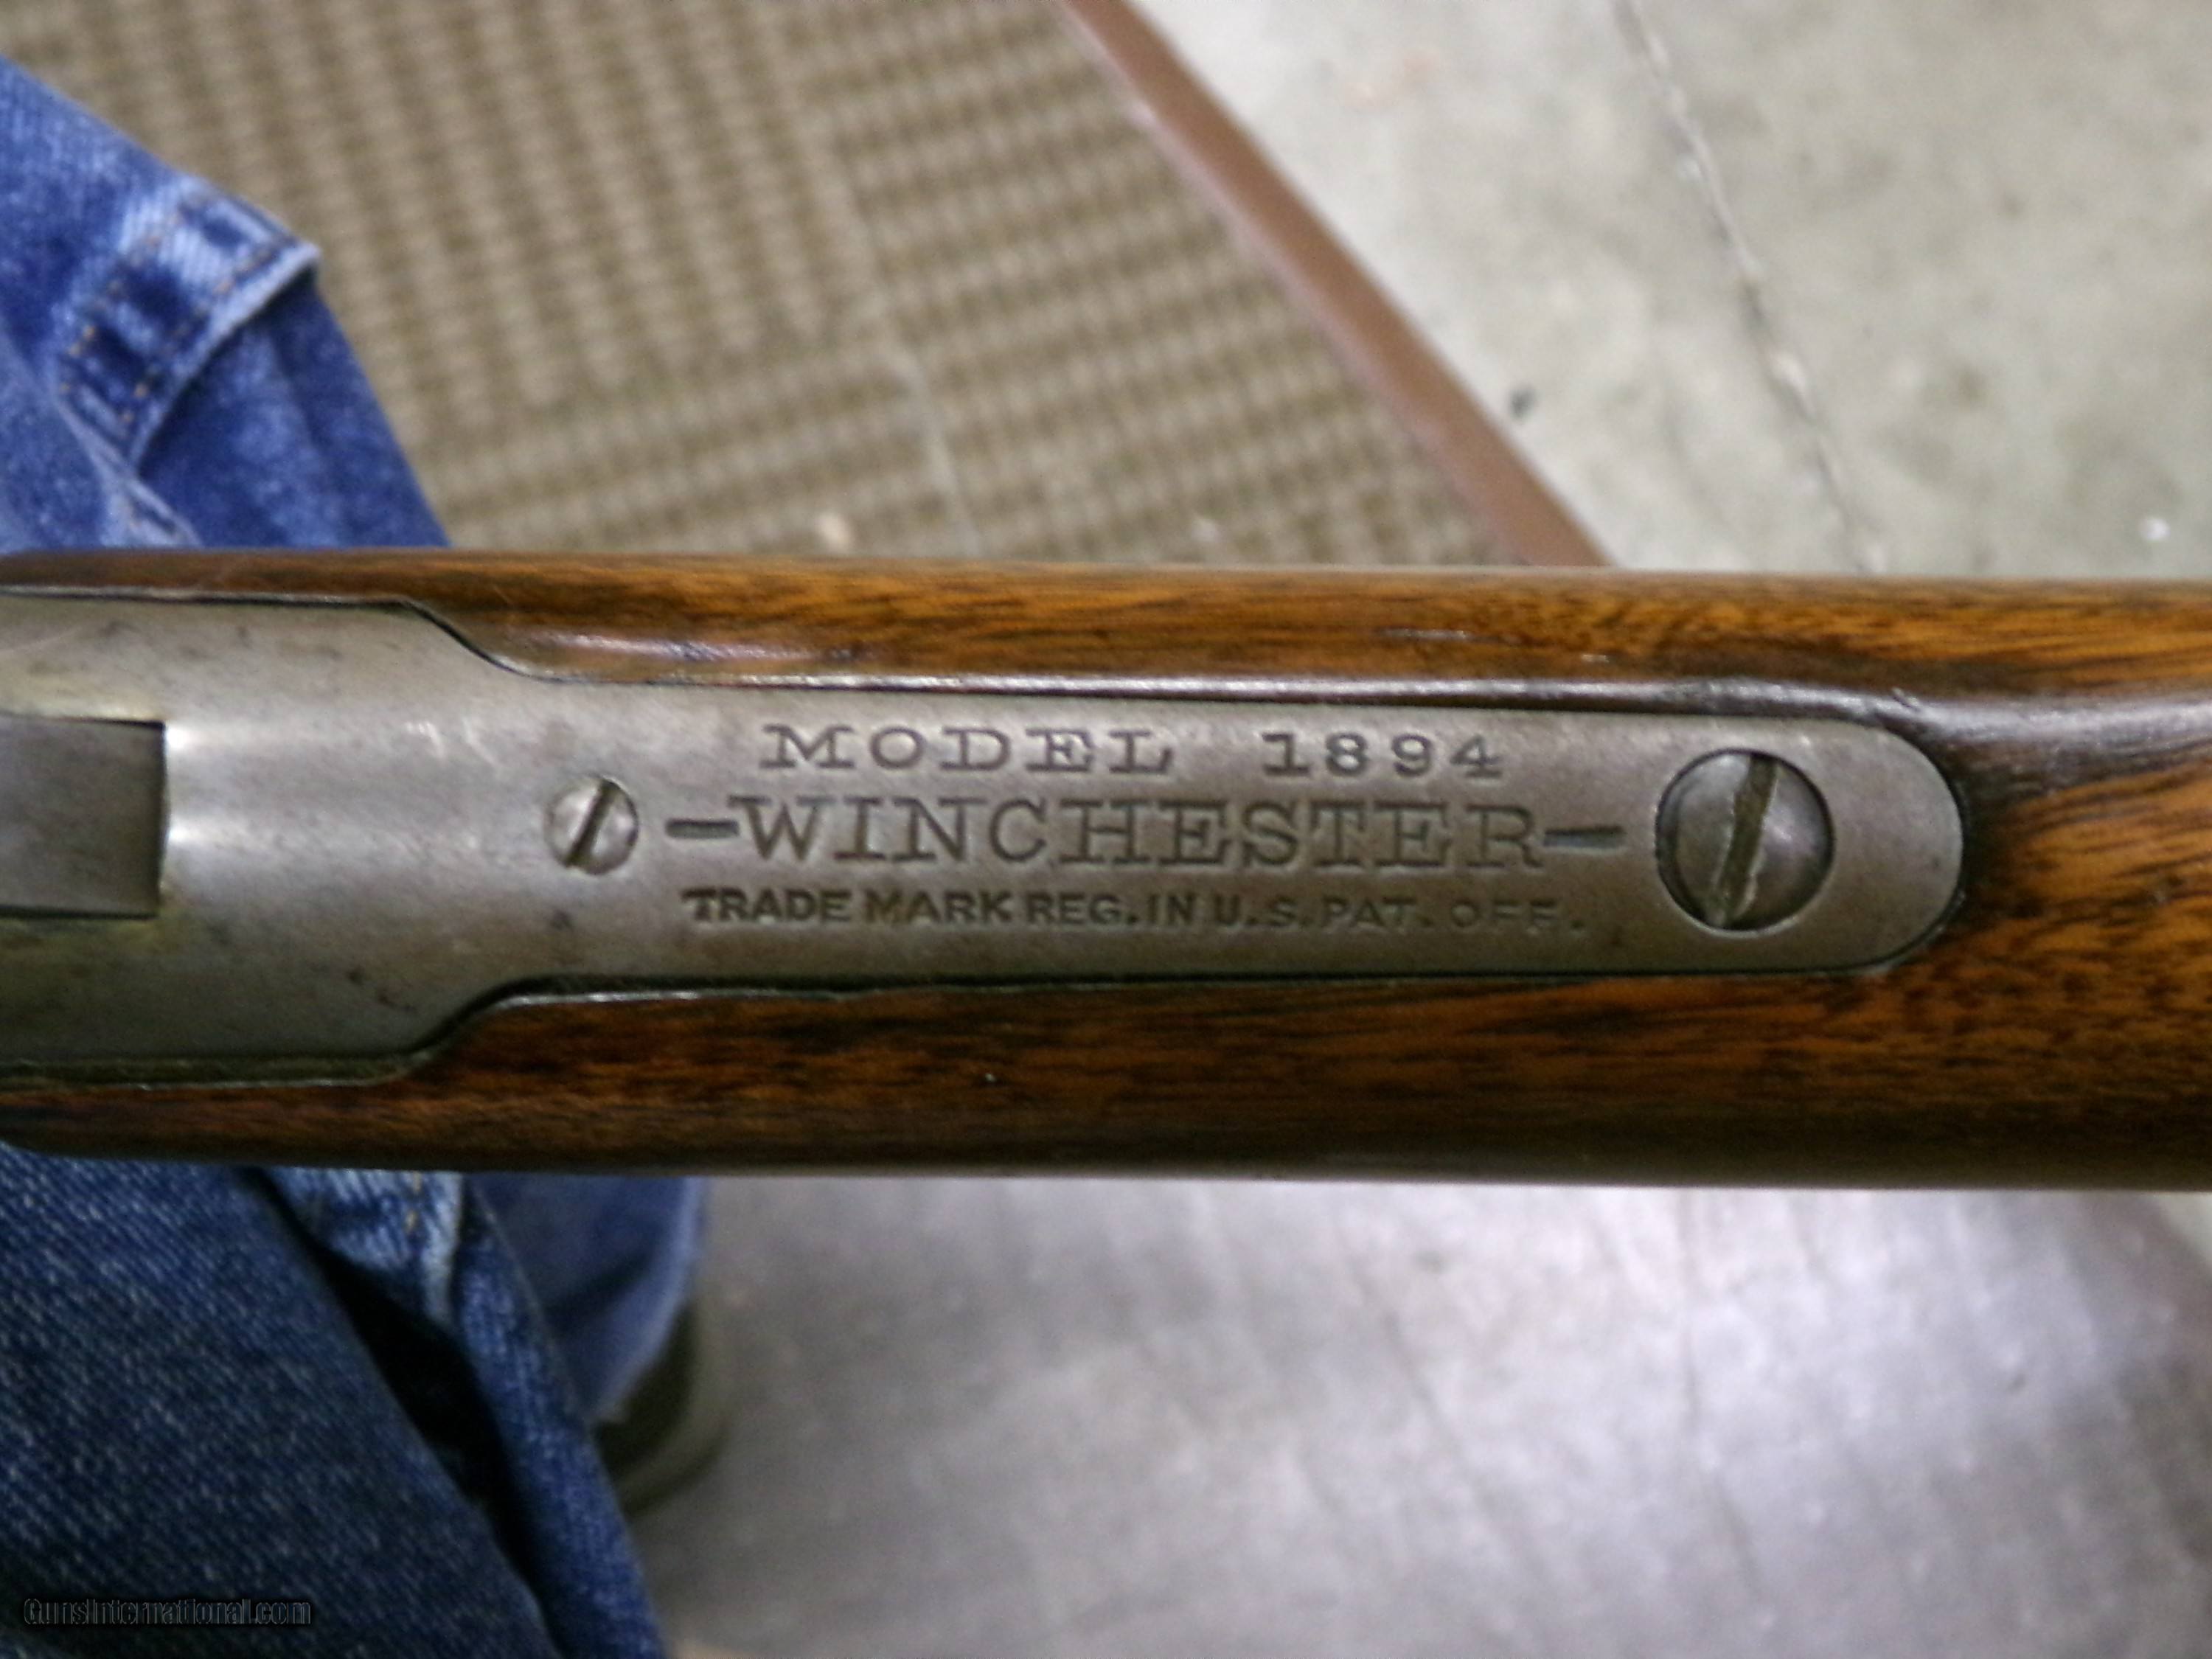 MODEL 1894
-WINCHESTER-
TRADE MARK REG. IN U.S. PAT. OFF.
GunsInternational.com